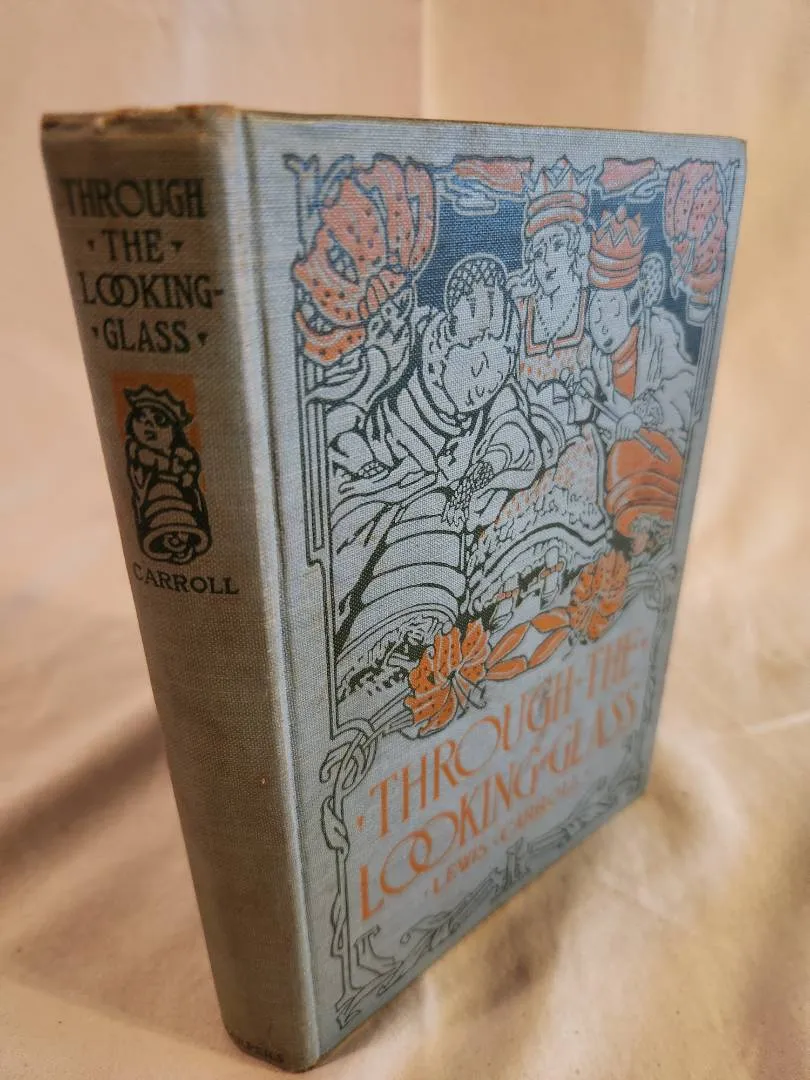 THROUGH
· THE ·
LOOKING-
· GLASS ·
CARROLL
· THROUGH · THE ·
LOOKING-GLASS
· LEWIS · CARROLL ·